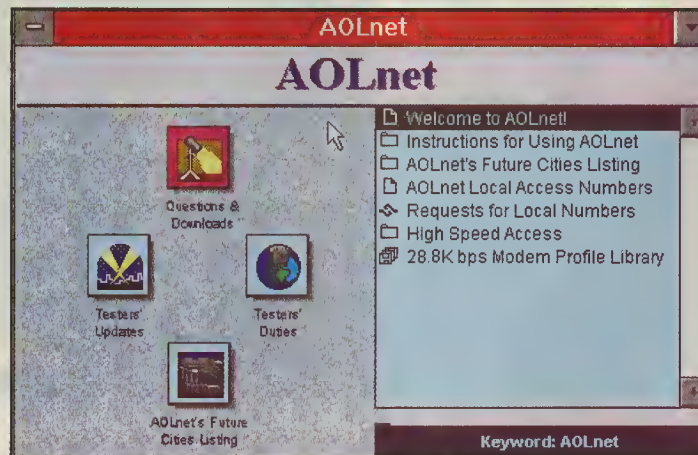 AOLnet
AOLnet
Questions &
Downloads
Testers'
Updates
Testers'
Duties
AOLnet's Future
Cities Listing
Welcome to AOLnet!
Instructions for Using AOLnet
AOLnet's Future Cities Listing
AOLnet Local Access Numbers
Requests for Local Numbers
High Speed Access
28.8K bps Modem Profile Library
Keyword: AOLnet